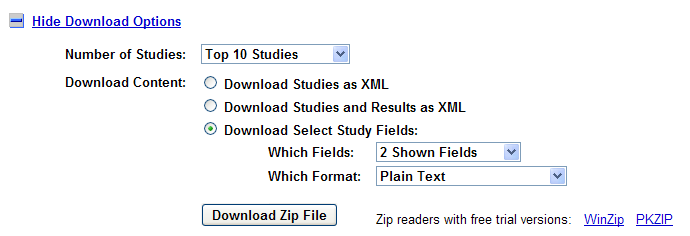 Hide Download Options
Number of Studies: Top 10 Studies
Download Content: Download Studies as XML
Download Studies and Results as XML
Download Select Study Fields:
Which Fields: 2 Shown Fields
Which Format: Plain Text
Download Zip File Zip readers with free trial versions: WinZip PKZIP